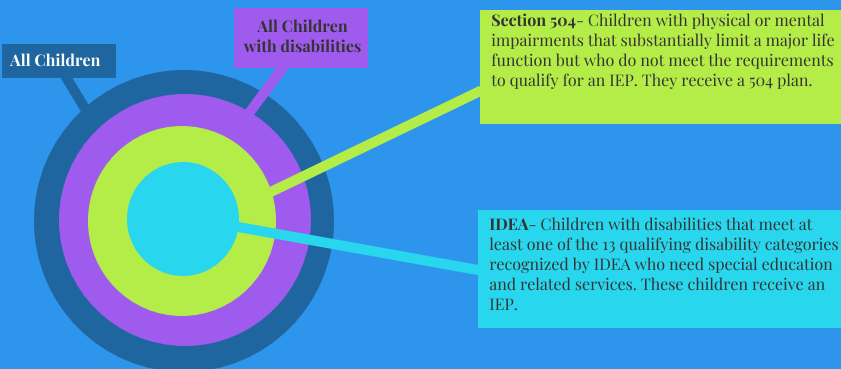 All Children
All Children
with disabilities
Section 504- Children with physical or mental
impairments that substantially limit a major life
function but who do not meet the requirements
to qualify for an IEP. They receive a 504 plan.
IDEA- Children with disabilities that meet at
least one of the 13 qualifying disability categories
recognized by IDEA who need special education
and related services. These children receive an
IEP.